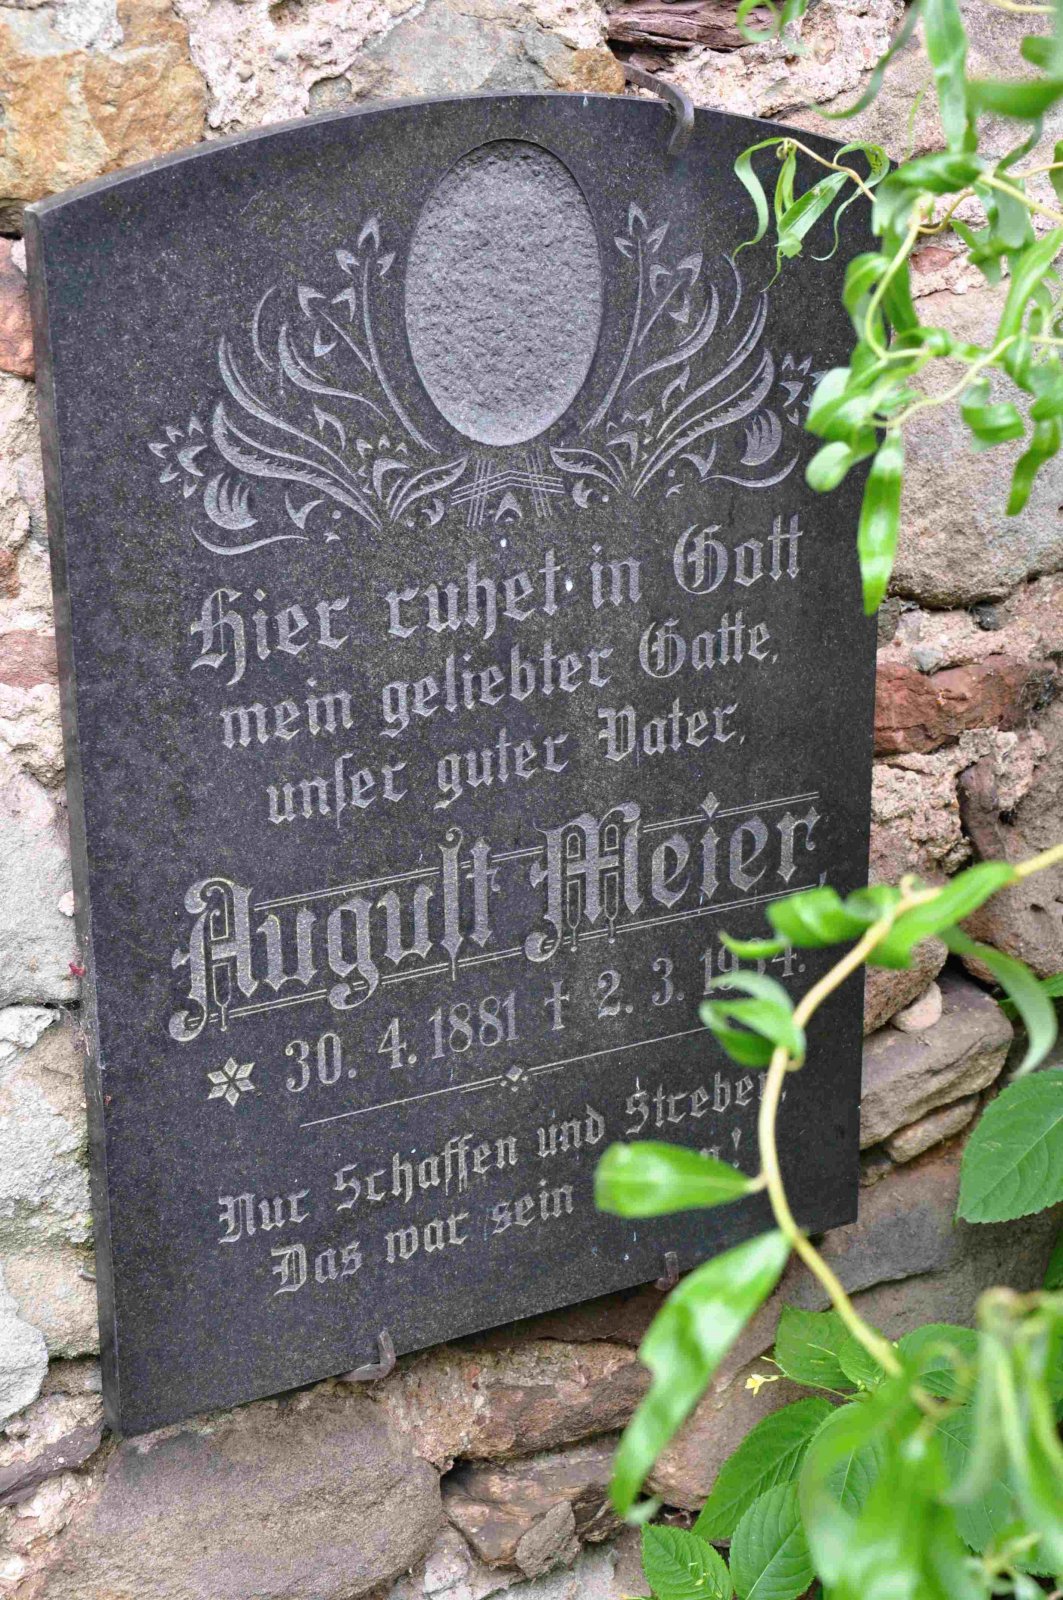 Hier ruhet in Gott
mein geliebter Gatte,
unser guter Vater,
August Meier,
* 30. 4. 1881 † 2. 3.
Nur Schaffen und Streben,
Das war sein